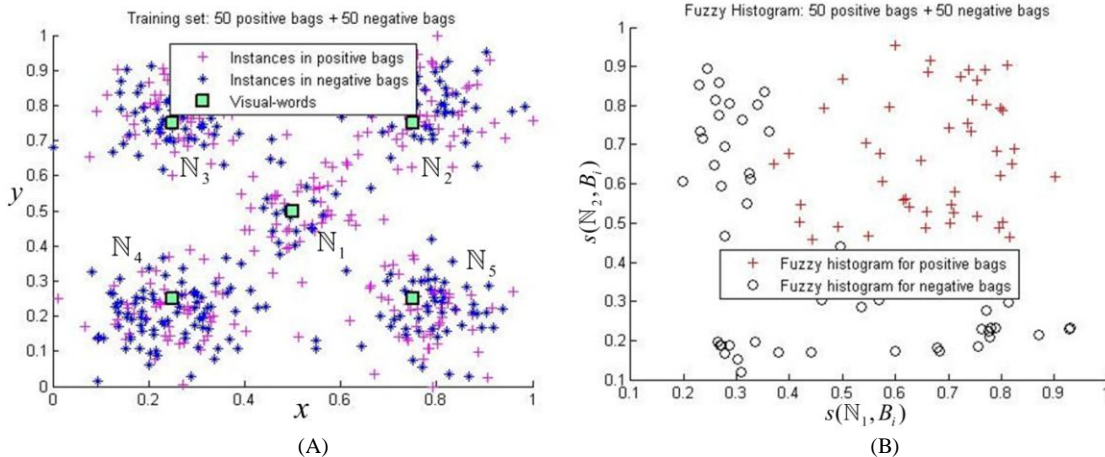 Training set: 50 positive bags + 50 negative bags
Instances in positive bags
Instances in negative bags
Visual-words
1
0.9
0.8
0.7
0.6
0.5
0.4
0.3
0.2
0.1
0
y
0
0.2
0.4
0.6
0.8
1
x
ℕ3
ℕ2
ℕ1
ℕ4
ℕ5
(A)
Fuzzy Histogram: 50 positive bags + 50 negative bags
1
0.9
0.8
0.7
0.6
0.5
0.4
0.3
0.2
0.1
s(ℕ2, Bi)
Fuzzy histogram for positive bags
Fuzzy histogram for negative bags
0.1
0.2
0.3
0.4
0.5
0.6
0.7
0.8
0.9
1
s(ℕ1, Bi)
(B)